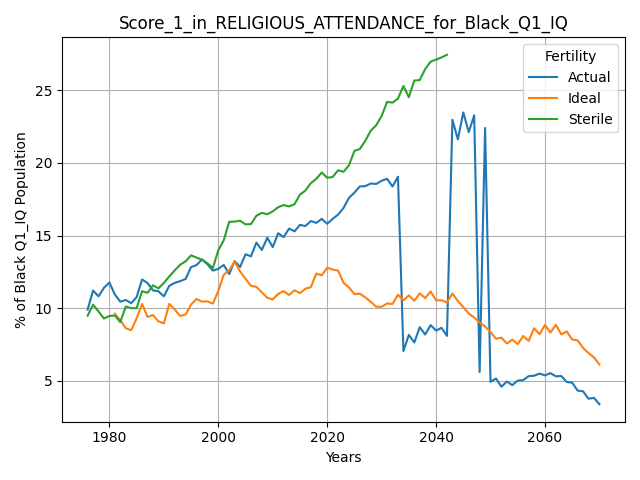 Score_1_in_RELIGIOUS_ATTENDANCE_for_Black_Q1_IQ
% of Black Q1_IQ Population
25
20
15
10
5
Fertility
Actual
Ideal
Sterile
1980 2000 2020 2040 2060
Years